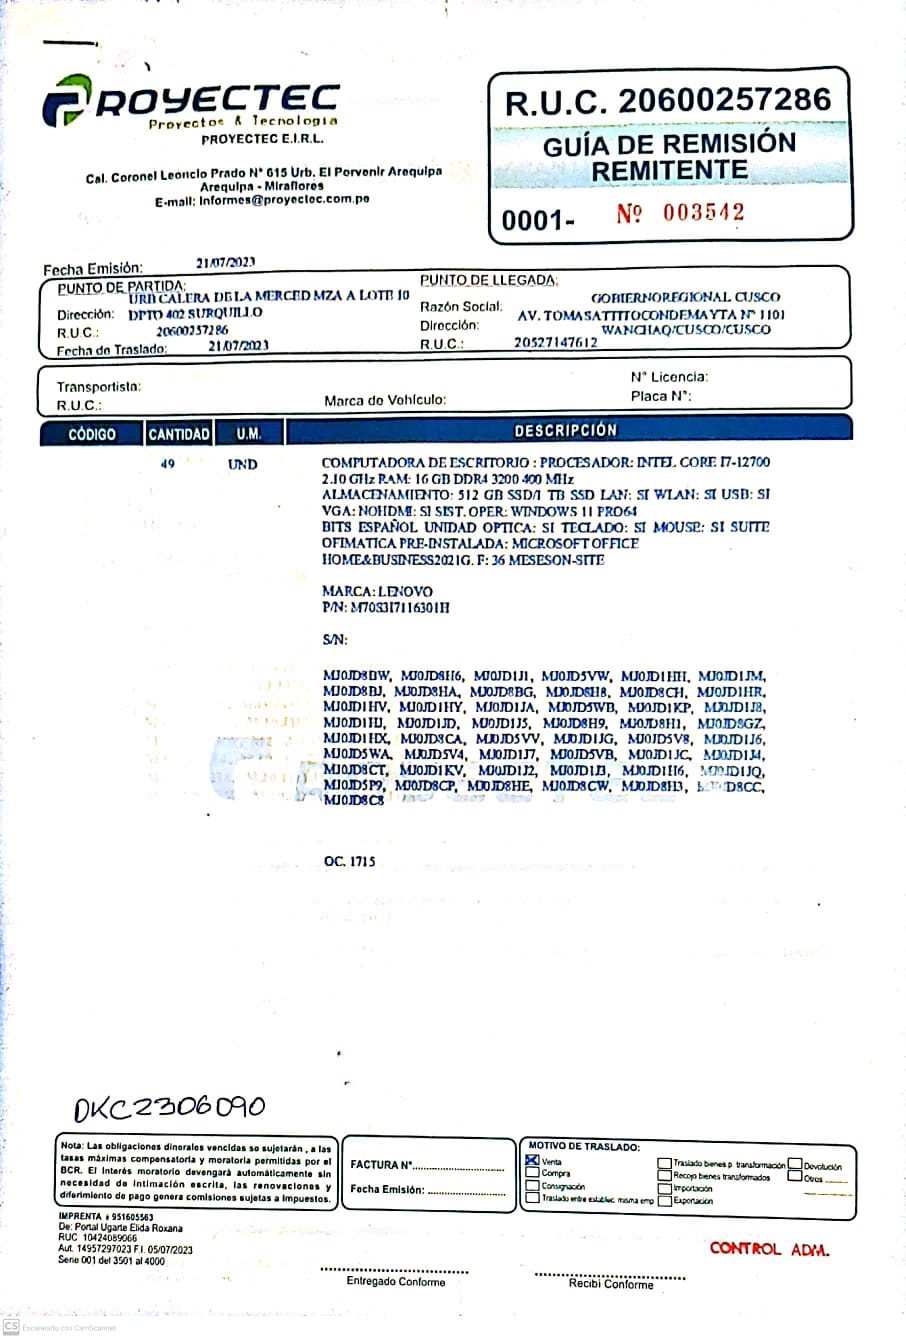 PROYECTEC
Proyectos & Tecnología
PROYECTEC E.I.R.L.
Cal. Coronel Leoncio Prado N° 615 Urb. El Porvenir Arequipa
Arequipa - Miraflores
E-mail: Informes@proyectec.com.pe
R.U.C. 20600257286
GUÍA DE REMISIÓN
REMITENTE
0001- Nº 003542
Fecha Emisión: 21/07/2023
PUNTO DE PARTIDA:
URB CALERA DE LA MERCED MZA A LOTE 10
Dirección: DPTO 402 SURQUILLO
R.U.C.: 20600257286
Fecha de Traslado: 21/07/2023
PUNTO DE LLEGADA:
Razón Social: GOBIERNO REGIONAL CUSCO
Dirección: AV. TOMASA TTITO CONDEMAYTA Nº 1101
WANCHAQ/CUSCO/CUSCO
R.U.C.: 20527147612
Transportista:
R.U.C.:
Marca de Vehículo:
N° Licencia:
Placa N°:
CÓDIGO CANTIDAD U.M. DESCRIPCIÓN
49 UND COMPUTADORA DE ESCRITORIO : PROCESADOR: INTEL CORE I7-12700
2.10 GHz RAM: 16 GB DDR4 3200 400 MHz
ALMACENAMIENTO: 512 GB SSD/1 TB SSD LAN: SI WLAN: SI USB: SI
VGA: NOHDMI: SI SIST. OPER: WINDOWS 11 PRO64
BITS ESPAÑOL UNIDAD OPTICA: SI TECLADO: SI MOUSE: SI SUITE
OFIMATICA PRE-INSTALADA: MICROSOFT OFFICE
HOME&BUSINESS2021G. F: 36 MESESON-SITE
MARCA: LENOVO
P/N: M70S3I7116301H
S/N:
MJ0JD8DW, MJ0JD8H6, MJ0JD1J1, MJ0JD5VW, MJ0JD1HH, MJ0JD1JM,
MJ0JD8BJ, MJ0JD8HA, MJ0JD8BG, MJ0JD8H8, MJ0JD8CH, MJ0JD1HR,
MJ0JD1HV, MJ0JD1HY, MJ0JD1JA, MJ0JD5WB, MJ0JD1KP, MJ0JD1J8,
MJ0JD1HU, MJ0JD1JD, MJ0JD1J5, MJ0JD8H9, MJ0JD8H1, MJ0JD8GZ,
MJ0JD1HX, MJ0JD8CA, MJ0JD5VV, MJ0JD1JG, MJ0JD5V8, MJ0JD1J6,
MJ0JD5WA, MJ0JD5V4, MJ0JD1J7, MJ0JD5VB, MJ0JD1JC, MJ0JD1J4,
MJ0JD8CT, MJ0JD1KV, MJ0JD1J2, MJ0JD1J3, MJ0JD1H6, MJ0JD1JQ,
MJ0JD5P9, MJ0JD8CP, MJ0JD8HE, MJ0JD8CW, MJ0JD8H3,
MJ0JD8C8
OC. 1715
DKC2306090
Nota: Las obligaciones dinerales vencidas se sujetarán, a las
tasas máximas compensatoria y moratoria permitidas por el
BCR. El Interés moratorio devengará automáticamente sin
necesidad de intimación escrita, las renovaciones y
diferimiento de pago genera comisiones sujetas a impuestos.
FACTURA N°
Fecha Emisión:
MOTIVO DE TRASLADO:
Venta
Compra
Consignación
Traslado entre establec. misma emp
Traslado bienes p transformación
Recojo bienes transformados
Importación
Exportación
Devolución
Otros
IMPRENTA # 951605563
De: Portal Ugarte Elida Roxana
RUC 10424089066
Aut. 14957297023 F.I. 05/07/2023
Serie 001 del 3501 al 4000
Entregado Conforme
Recibi Conforme
CONTROL ADM.
CS Escaneado con CamScanner